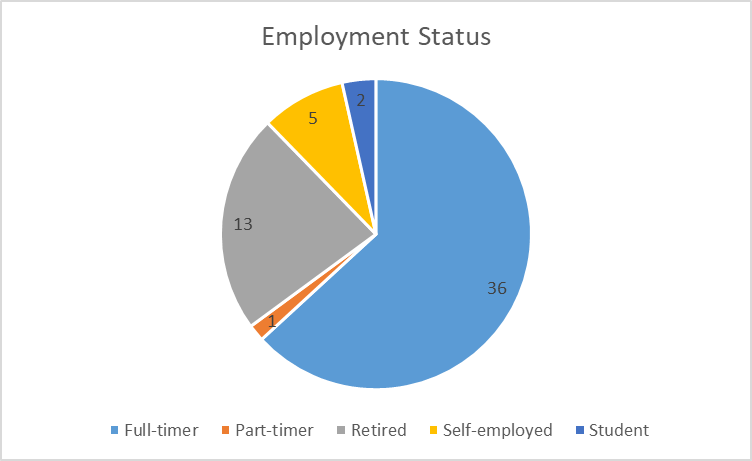 Employment Status
2
5
13
36
1
Full-timer Part-timer Retired Self-employed Student